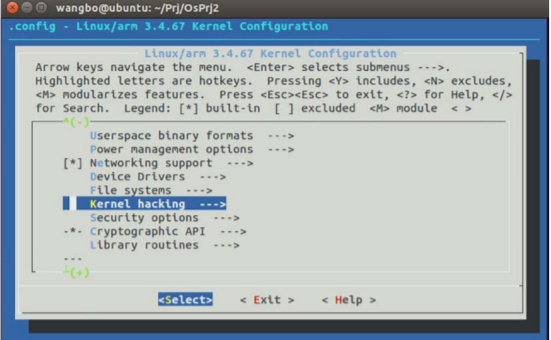 wangbo@ubuntu: ~/Prj/OsPrj2
.config - Linux/arm 3.4.67 Kernel Configuration
Linux/arm 3.4.67 Kernel Configuration
Arrow keys navigate the menu. <Enter> selects submenus --->.
Highlighted letters are hotkeys. Pressing <Y> includes, <N> excludes,
<M> modularizes features. Press <Esc><Esc> to exit, <?> for Help, </>
for Search. Legend: [*] built-in [ ] excluded <M> module < >
^(-)
Userspace binary formats --->
Power management options --->
[*] Networking support --->
Device Drivers --->
File systems --->
Kernel hacking --->
Security options --->
-*- Cryptographic API --->
Library routines --->
---
^(+)
<Select> < Exit > < Help >